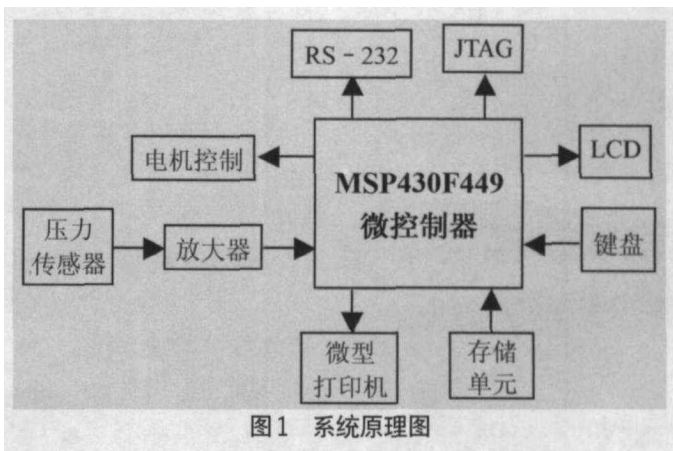 RS-232
JTAG
电机控制
MSP430F449
微控制器
LCD
压力
传感器
放大器
键盘
微型
打印机
存储
单元
图1 系统原理图